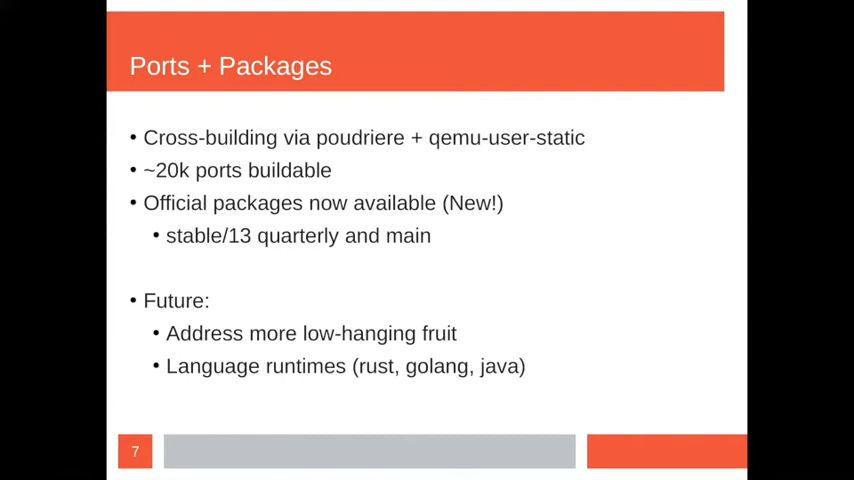 Ports + Packages
• Cross-building via poudriere + qemu-user-static
• ~20k ports buildable
• Official packages now available (New!)
• stable/13 quarterly and main
• Future:
• Address more low-hanging fruit
• Language runtimes (rust, golang, java)
7